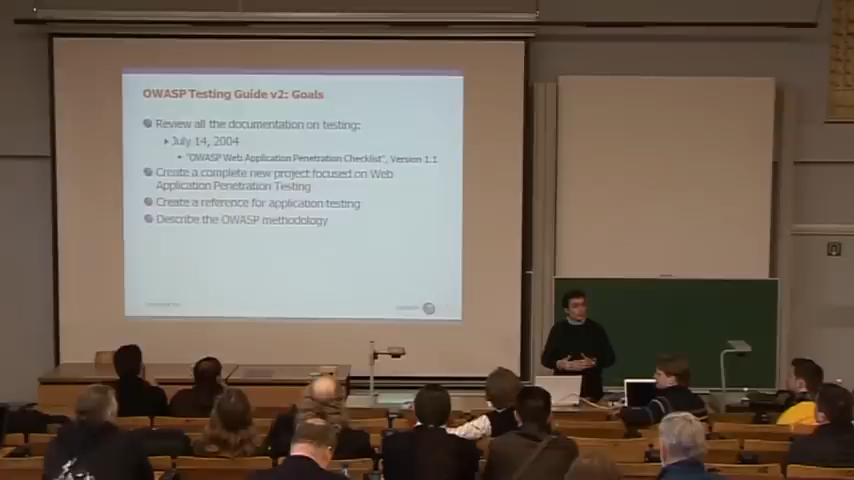 OWASP Testing Guide v2: Goals
Review all the documentation on testing:
July 14, 2004
"OWASP Web Application Penetration Checklist", Version 1.1
Create a complete new project focused on Web
Application Penetration Testing
Create a reference for application testing
Describe the OWASP methodology